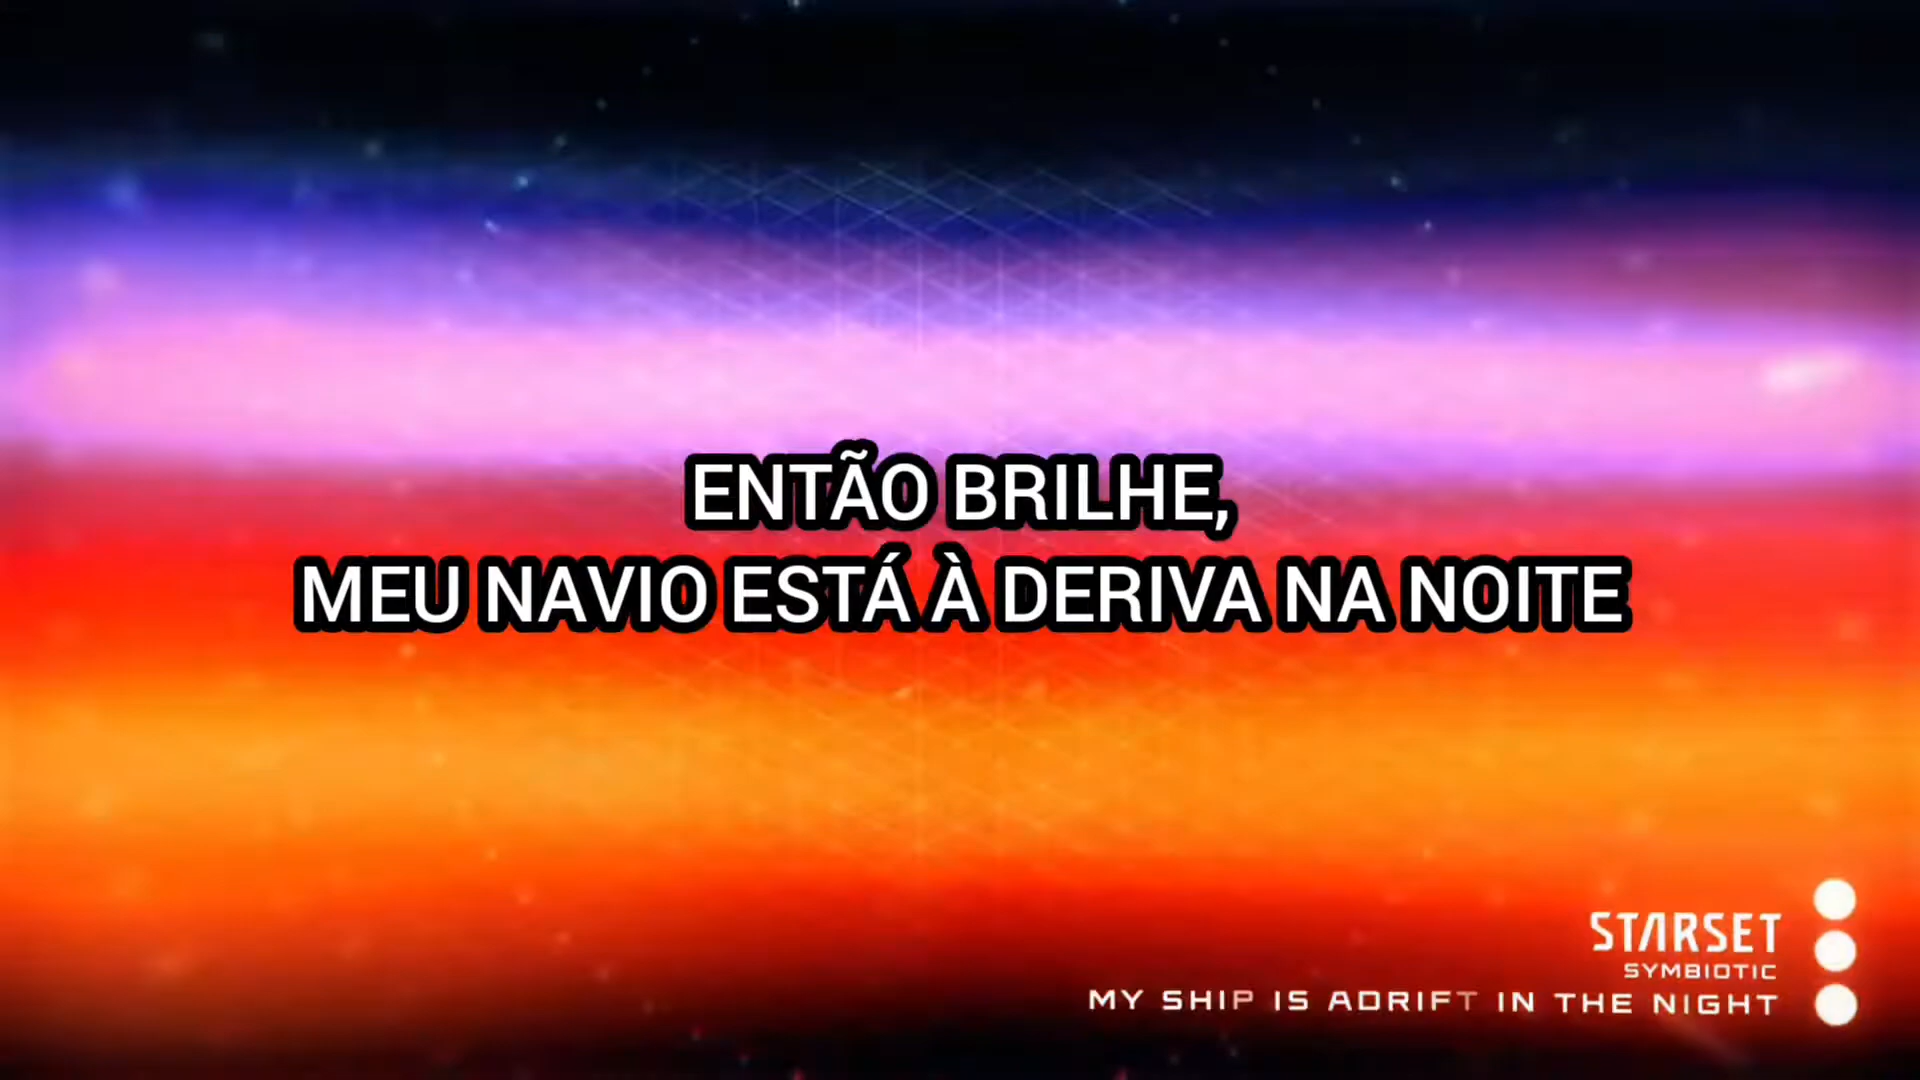 ENTÃO BRILHE,
MEU NAVIO ESTÁ À DERIVA NA NOITE
STARSET
SYMBIOTIC
MY SHIP IS ADRIFT IN THE NIGHT